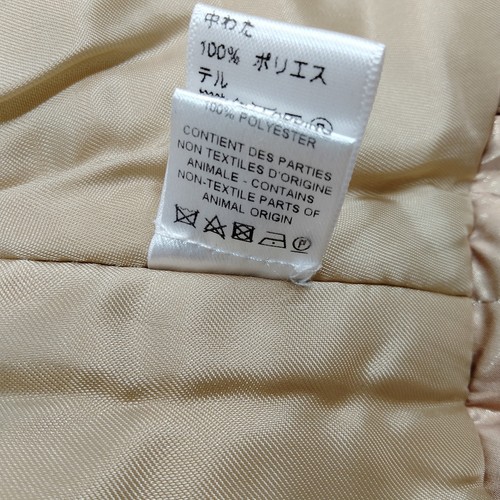 中わた
100% ポリエス
テル
100% POLYESTER
CONTIENT DES PARTIES
NON TEXTILES D'ORIGINE
ANIMALE - CONTAINS
NON-TEXTILE PARTS OF
ANIMAL ORIGIN
P